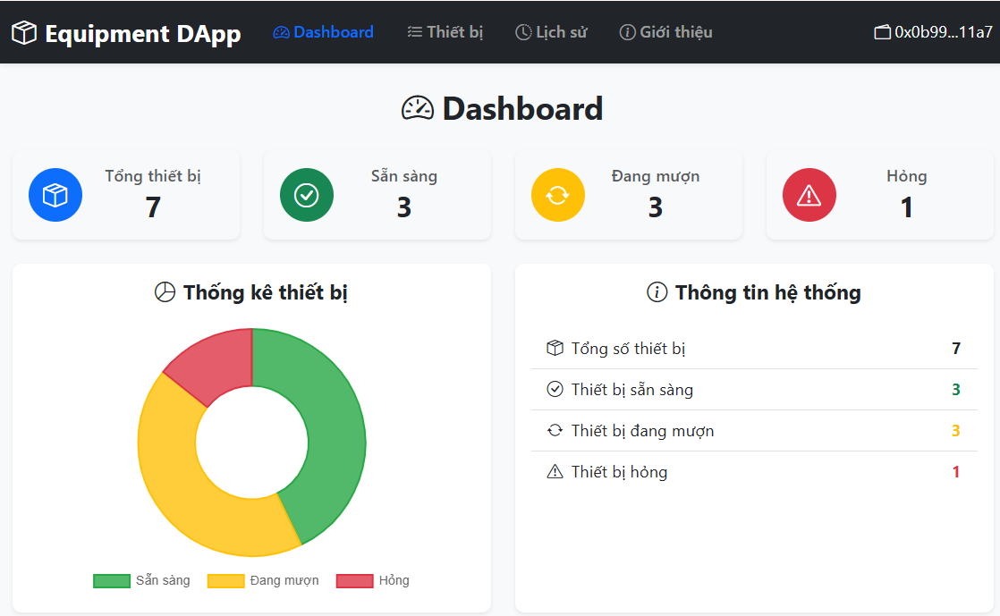 Equipment DApp Dashboard Thiết bị Lịch sử Giới thiệu 0x0b99...11a7
Dashboard
Tổng thiết bị
7
Sẵn sàng
3
Đang mượn
3
Hỏng
1
Thống kê thiết bị
Sẵn sàng Đang mượn Hỏng
Thông tin hệ thống
Tổng số thiết bị 7
Thiết bị sẵn sàng 3
Thiết bị đang mượn 3
Thiết bị hỏng 1